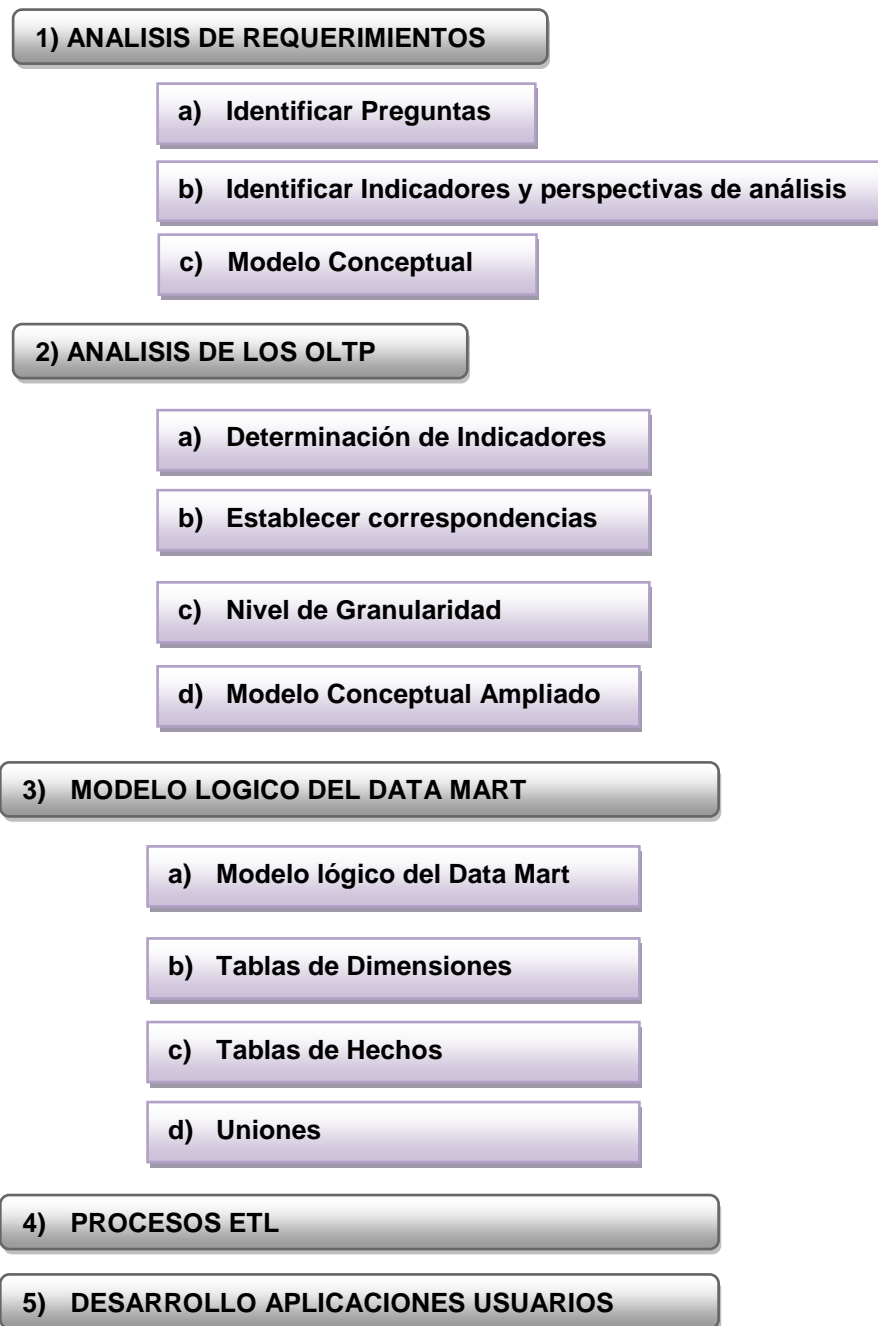 1) ANALISIS DE REQUERIMIENTOS
a) Identificar Preguntas
b) Identificar Indicadores y perspectivas de análisis
c) Modelo Conceptual
2) ANALISIS DE LOS OLTP
a) Determinación de Indicadores
b) Establecer correspondencias
c) Nivel de Granularidad
d) Modelo Conceptual Ampliado
3) MODELO LOGICO DEL DATA MART
a) Modelo lógico del Data Mart
b) Tablas de Dimensiones
c) Tablas de Hechos
d) Uniones
4) PROCESOS ETL
5) DESARROLLO APLICACIONES USUARIOS